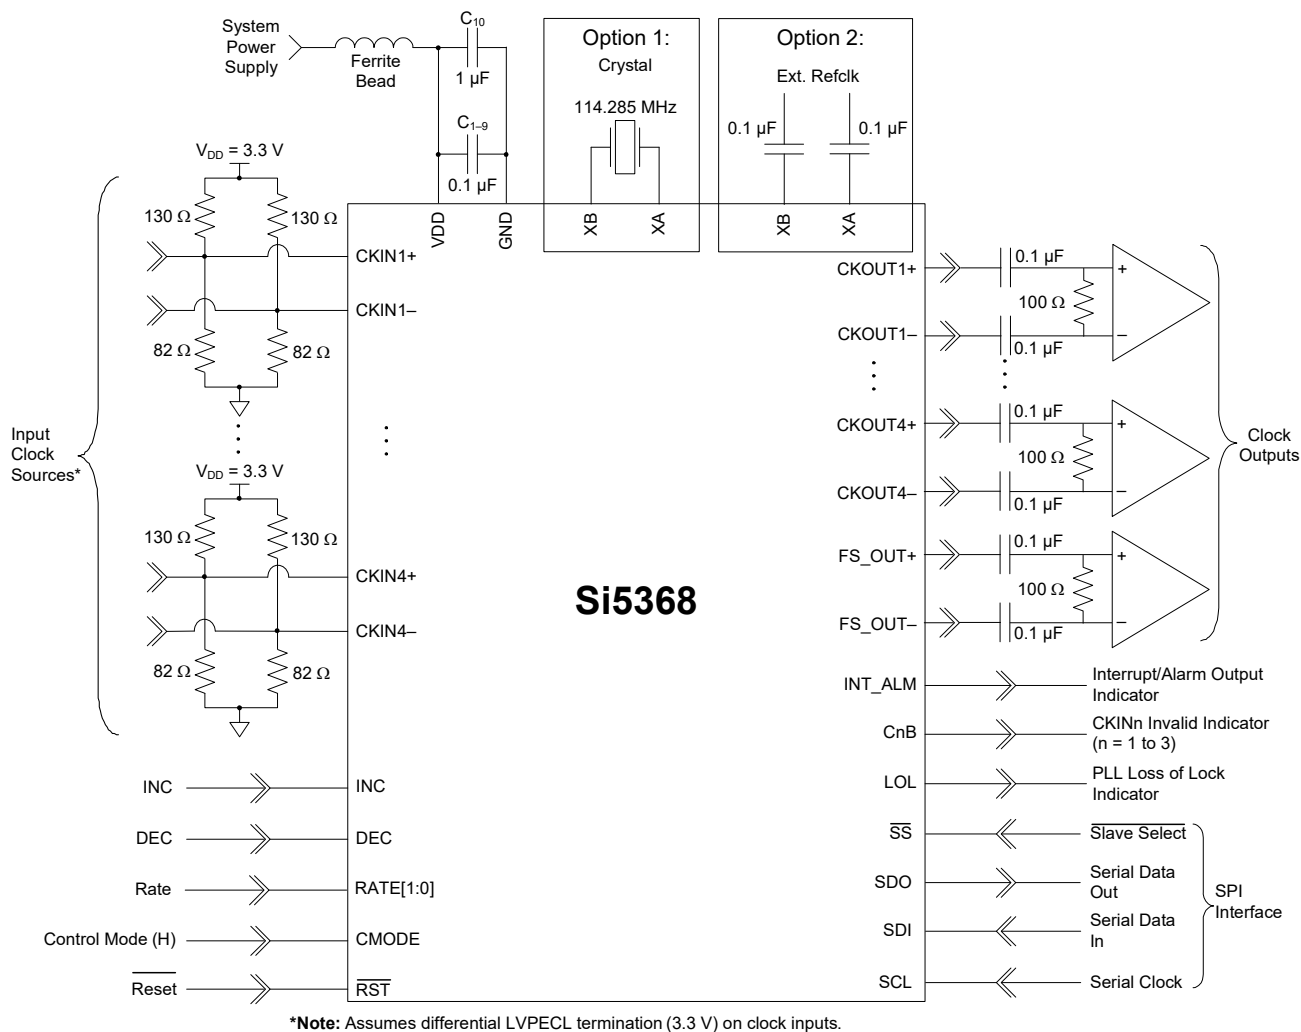 System
Power
Supply
Ferrite
Bead
C10
1 µF
C1–9
0.1 µF
Option 1:
Crystal
114.285 MHz
XB
XA
Option 2:
Ext. Refclk
0.1 µF
0.1 µF
XB
XA
VDD
GND
Input
Clock
Sources*
VDD = 3.3 V
130 Ω
130 Ω
CKIN1+
CKIN1–
82 Ω
82 Ω
VDD = 3.3 V
130 Ω
130 Ω
CKIN4+
CKIN4–
82 Ω
82 Ω
INC
INC
DEC
DEC
Rate
RATE[1:0]
Control Mode (H)
CMODE
Reset
RST
Si5368
CKOUT1+
0.1 µF
100 Ω
+
–
CKOUT1–
0.1 µF
CKOUT4+
0.1 µF
100 Ω
+
–
CKOUT4–
0.1 µF
FS_OUT+
0.1 µF
100 Ω
+
–
FS_OUT–
0.1 µF
Clock
Outputs
INT_ALM
Interrupt/Alarm Output
Indicator
CnB
CKINn Invalid Indicator
(n = 1 to 3)
LOL
PLL Loss of Lock
Indicator
SS
Slave Select
SDO
Serial Data
Out
SDI
Serial Data
In
SCL
Serial Clock
SPI
Interface
*Note: Assumes differential LVPECL termination (3.3 V) on clock inputs.